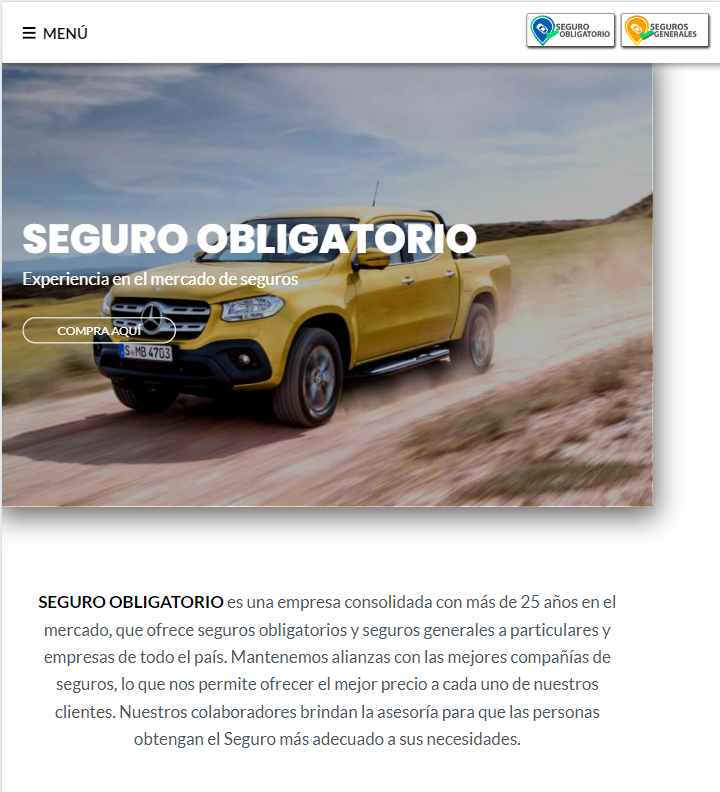 ☰ MENÚ
SEGURO
OBLIGATORIO
SEGUROS
GENERALES
SEGURO OBLIGATORIO
Experiencia en el mercado de seguros
COMPRA AQUÍ
S MB 4703
SEGURO OBLIGATORIO es una empresa consolidada con más de 25 años en el
mercado, que ofrece seguros obligatorios y seguros generales a particulares y
empresas de todo el país. Mantenemos alianzas con las mejores compañías de
seguros, lo que nos permite ofrecer el mejor precio a cada uno de nuestros
clientes. Nuestros colaboradores brindan la asesoría para que las personas
obtengan el Seguro más adecuado a sus necesidades.